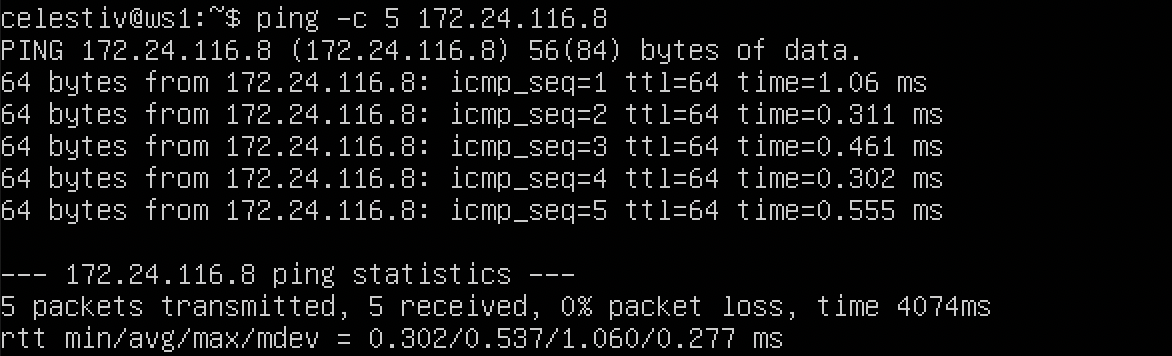 celestiv@ws1:~$ ping -c 5 172.24.116.8
PING 172.24.116.8 (172.24.116.8) 56(84) bytes of data.
64 bytes from 172.24.116.8: icmp_seq=1 ttl=64 time=1.06 ms
64 bytes from 172.24.116.8: icmp_seq=2 ttl=64 time=0.311 ms
64 bytes from 172.24.116.8: icmp_seq=3 ttl=64 time=0.461 ms
64 bytes from 172.24.116.8: icmp_seq=4 ttl=64 time=0.302 ms
64 bytes from 172.24.116.8: icmp_seq=5 ttl=64 time=0.555 ms
--- 172.24.116.8 ping statistics ---
5 packets transmitted, 5 received, 0% packet loss, time 4074ms
rtt min/avg/max/mdev = 0.302/0.537/1.060/0.277 ms